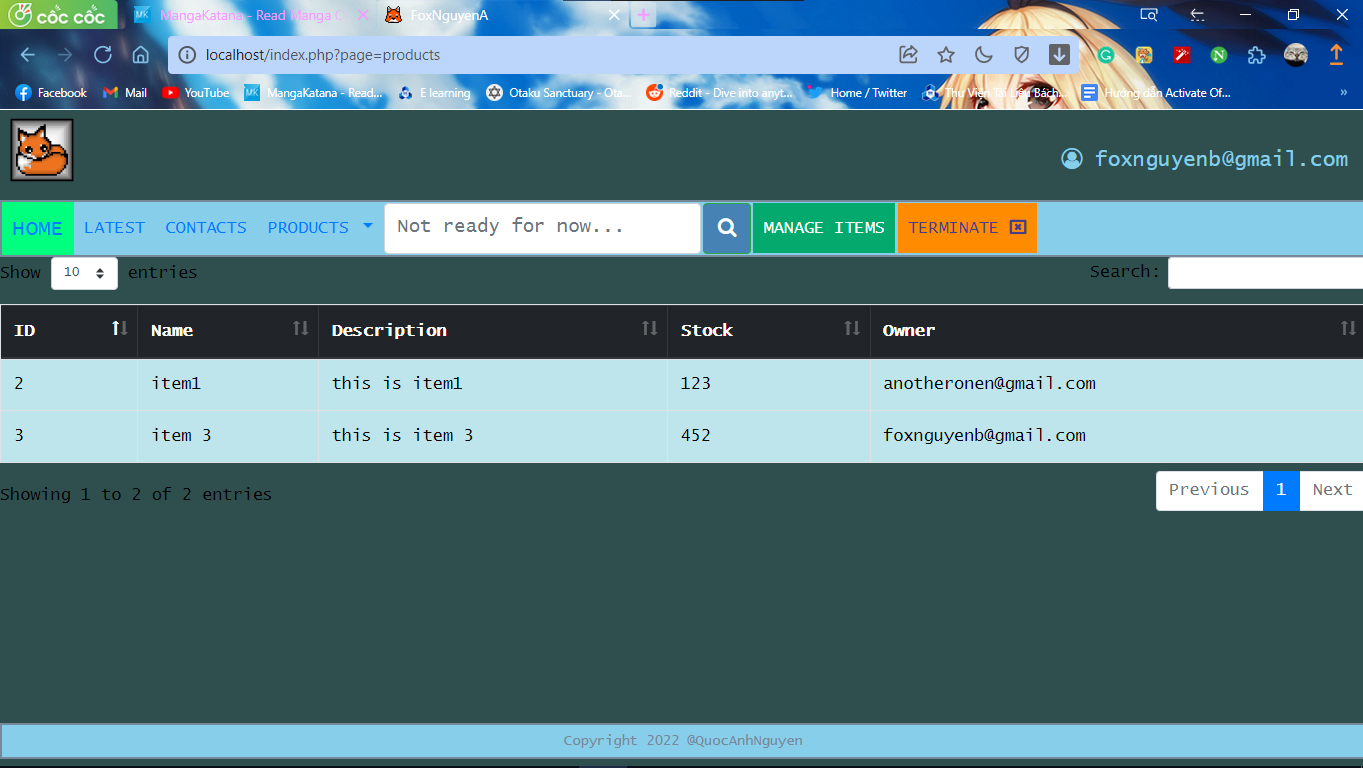 cốc cốc MangaKatana - Read Manga O FoxNguyenA
localhost/index.php?page=products
Facebook Mail YouTube MangaKatana - Read... E learning Otaku Sanctuary - Ota... Reddit - Dive into anyt... Home / Twitter Thư Viện Tài Liệu Bách... Hướng dẫn Activate Of... »
foxnguyenb@gmail.com
HOME LATEST CONTACTS PRODUCTS Not ready for now... MANAGE ITEMS TERMINATE
Show 10 entries Search:
ID Name Description Stock Owner
2 item1 this is item1 123 anotheronen@gmail.com
3 item 3 this is item 3 452 foxnguyenb@gmail.com
Showing 1 to 2 of 2 entries Previous 1 Next
Copyright 2022 @QuocAnhNguyen